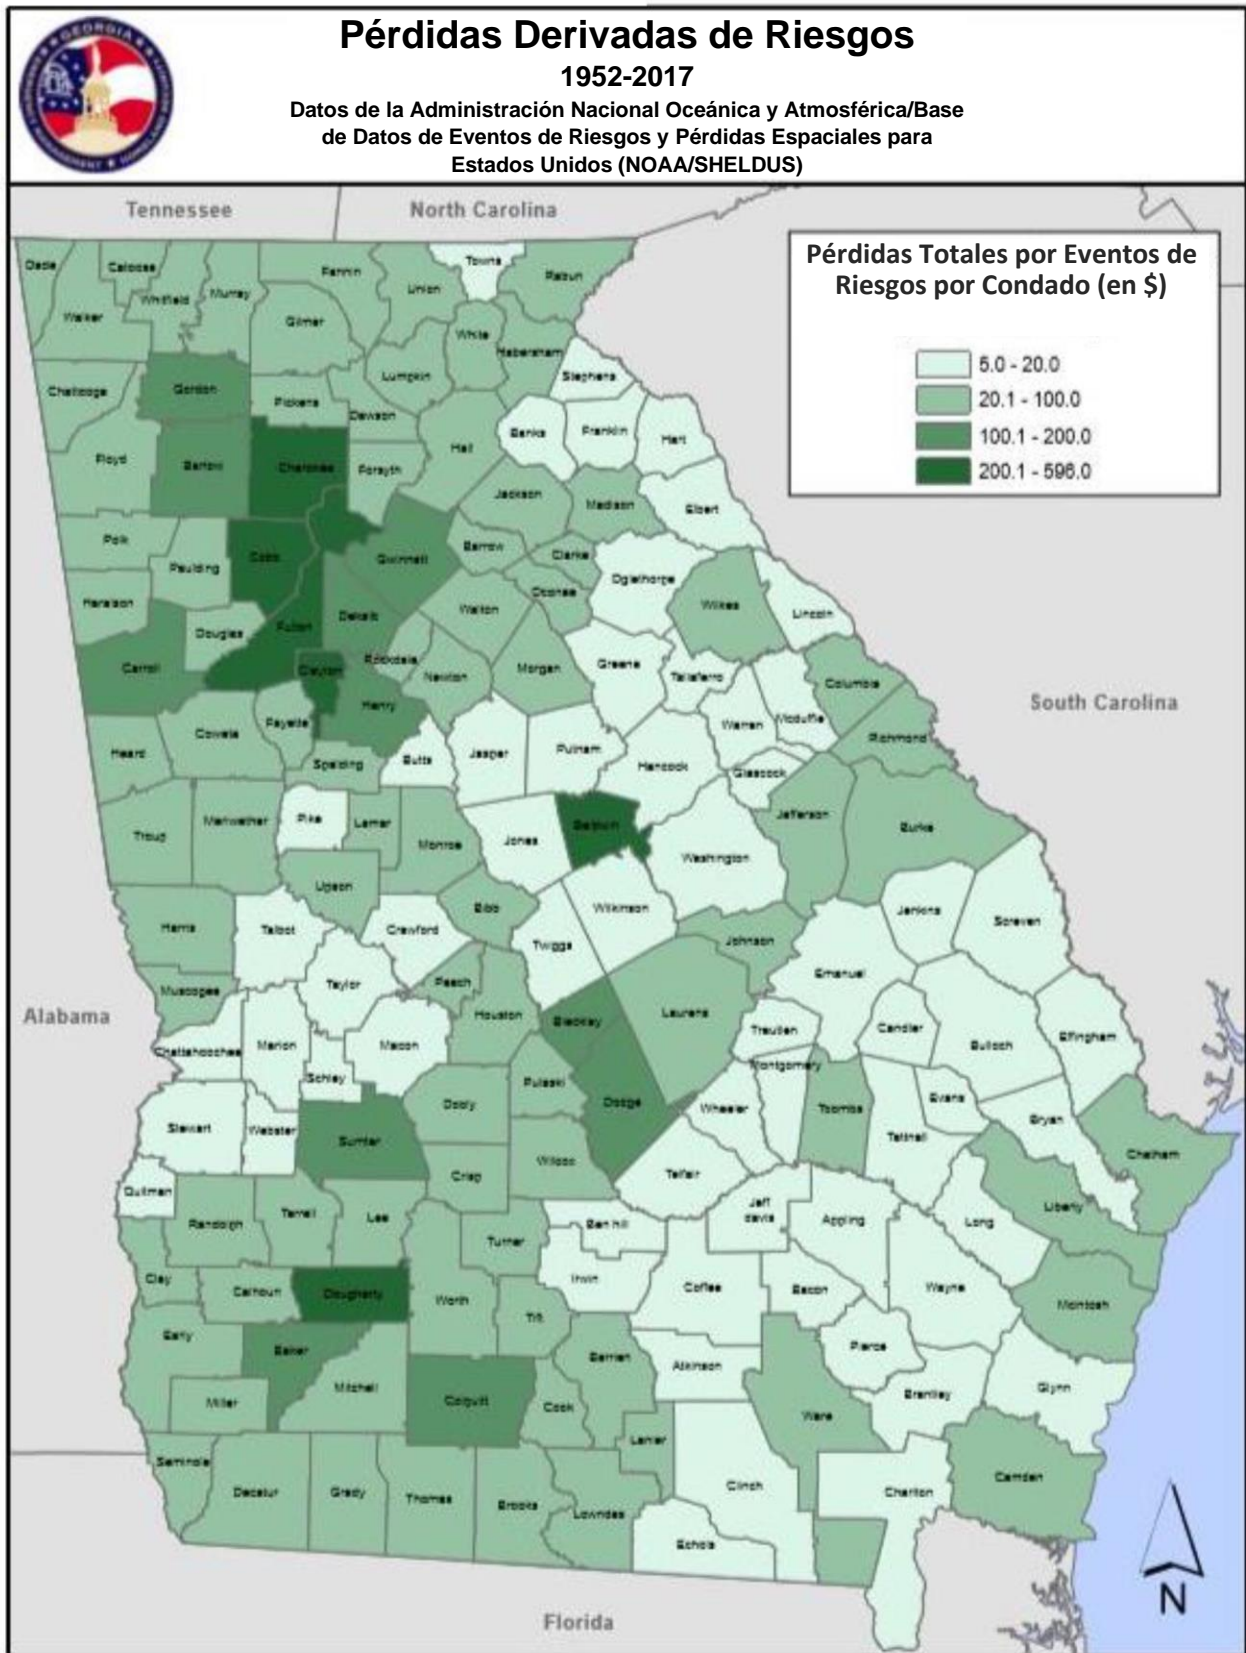 Pérdidas Derivadas de Riesgos
1952-2017
Datos de la Administración Nacional Oceánica y Atmosférica/Base
de Datos de Eventos de Riesgos y Pérdidas Espaciales para
Estados Unidos (NOAA/SHELDUS)
GEORGIA
Tennessee
North Carolina
Pérdidas Totales por Eventos de
Riesgos por Condado (en $)
5.0 - 20.0
20.1 - 100.0
100.1 - 200.0
200.1 - 596.0
Dade
Catoosa
Whitfield
Murray
Fannin
Union
Towns
Rabun
Walker
Gilmer
White
Habersham
Lumpkin
Stephens
Chattooga
Gordon
Pickens
Dawson
Banks
Franklin
Hart
Floyd
Bartow
Cherokee
Forsyth
Hall
Jackson
Madison
Elbert
Polk
Paulding
Cobb
Gwinnett
Barrow
Clarke
Oconee
Oglethorpe
Wilkes
Lincoln
Haralson
Douglas
Fulton
Dekalb
Walton
Carroll
Clayton
Rockdale
Newton
Morgan
Greene
Taliaferro
Columbia
Heard
Coweta
Fayette
Henry
Spalding
Butts
Jasper
Putnam
Hancock
Warren
Mcduffie
Glascock
Richmond
South Carolina
Troup
Meriwether
Pike
Lamar
Monroe
Jones
Baldwin
Washington
Jefferson
Burke
Upson
Bibb
Wilkinson
Harris
Talbot
Crawford
Twiggs
Johnson
Jenkins
Screven
Muscogee
Taylor
Peach
Houston
Bleckley
Laurens
Emanuel
Alabama
Chattahoochee
Marion
Schley
Macon
Pulaski
Dodge
Treutlen
Montgomery
Candler
Bulloch
Effingham
Stewart
Webster
Sumter
Dooly
Wheeler
Toombs
Tattnall
Evans
Bryan
Chatham
Quitman
Randolph
Terrell
Lee
Crisp
Wilcox
Telfair
Jeff
davis
Appling
Long
Liberty
Clay
Calhoun
Dougherty
Worth
Turner
Ben hill
Irwin
Tift
Coffee
Bacon
Wayne
Mcintosh
Early
Baker
Mitchell
Miller
Colquitt
Cook
Berrien
Atkinson
Pierce
Brantley
Glynn
Ware
Seminole
Decatur
Grady
Thomas
Brooks
Lanier
Lowndes
Clinch
Echols
Charlton
Camden
Florida
N